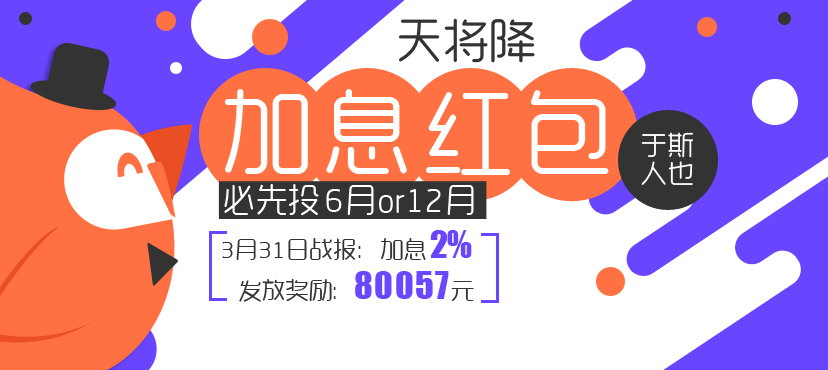 天将降
加息红包
于斯
人也
必先投6月or12月
3月31日战报：加息2%
发放奖励：80057元